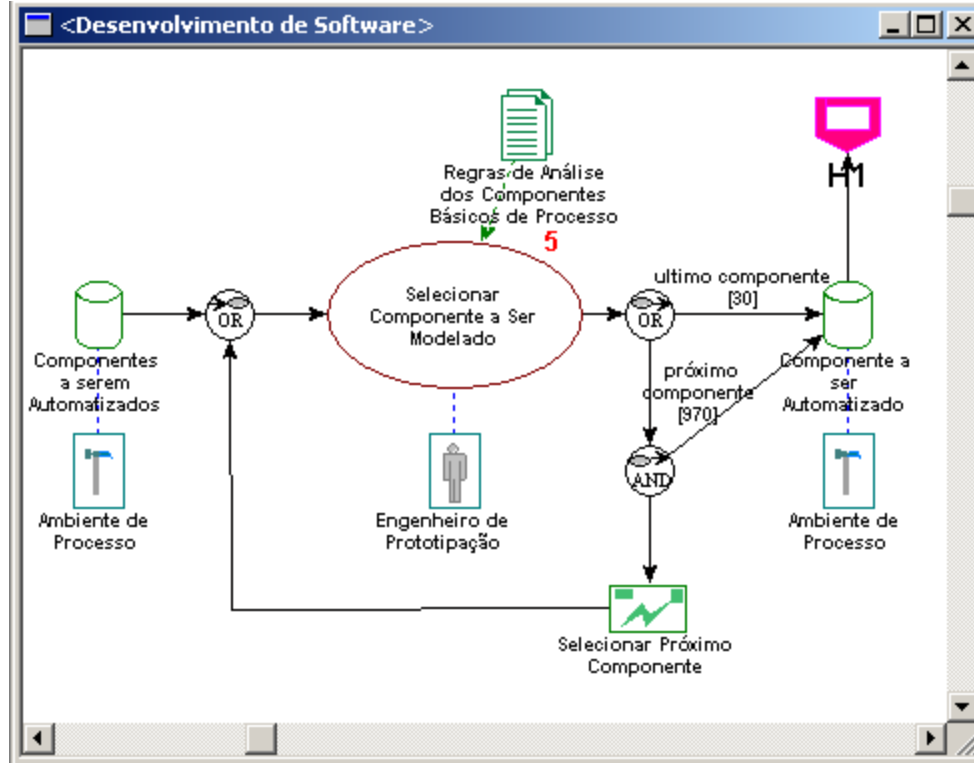 <Desenvolvimento de Software>
Regras de Análise
dos Componentes
Básicos de Processo
5
HM
ultimo componente
[30]
Selecionar
Componente a Ser
Modelado
OR
OR
Componentes
a serem
Automatizados
próximo
componente
[970]
Componente a
ser
Automatizado
AND
Ambiente de
Processo
Engenheiro de
Prototipação
Ambiente de
Processo
Selecionar Próximo
Componente